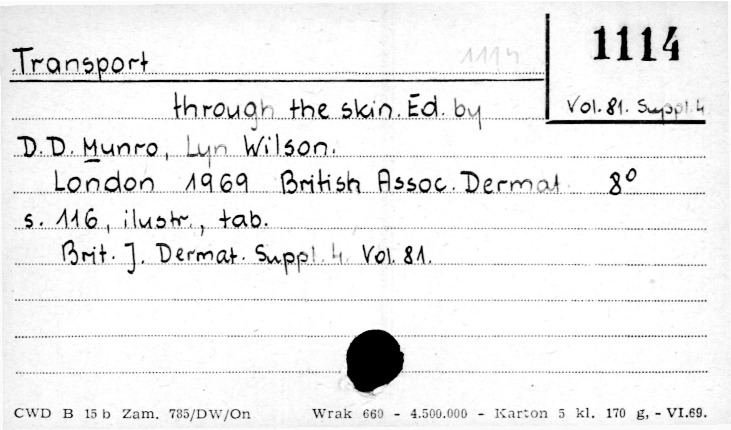 1114
Transport 1114
through the skin. Ed. by Vol. 81. Suppl. 4
D.D. Munro, Lyn Wilson.
London 1969 British Assoc. Dermat 8°
s. 116, ilustr., tab.
Brit. J. Dermat. Suppl. 4. Vol. 81.
CWD B 15 b Zam. 785/DW/On Wrak 660 - 4.500.000 - Karton 5 kl. 170 g, - VI.69.